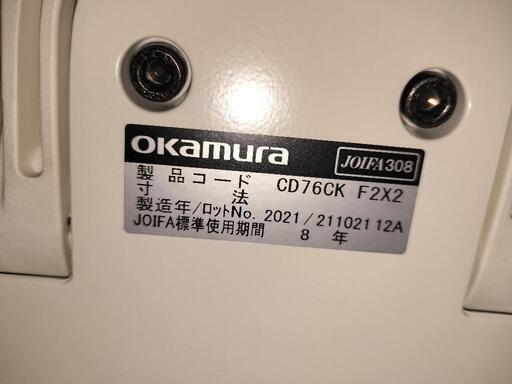 okamura JOIFA308
製品コード CD76CK F2X2
寸法
製造年/ロットNo. 2021/21102112A
JOIFA標準使用期間 8年